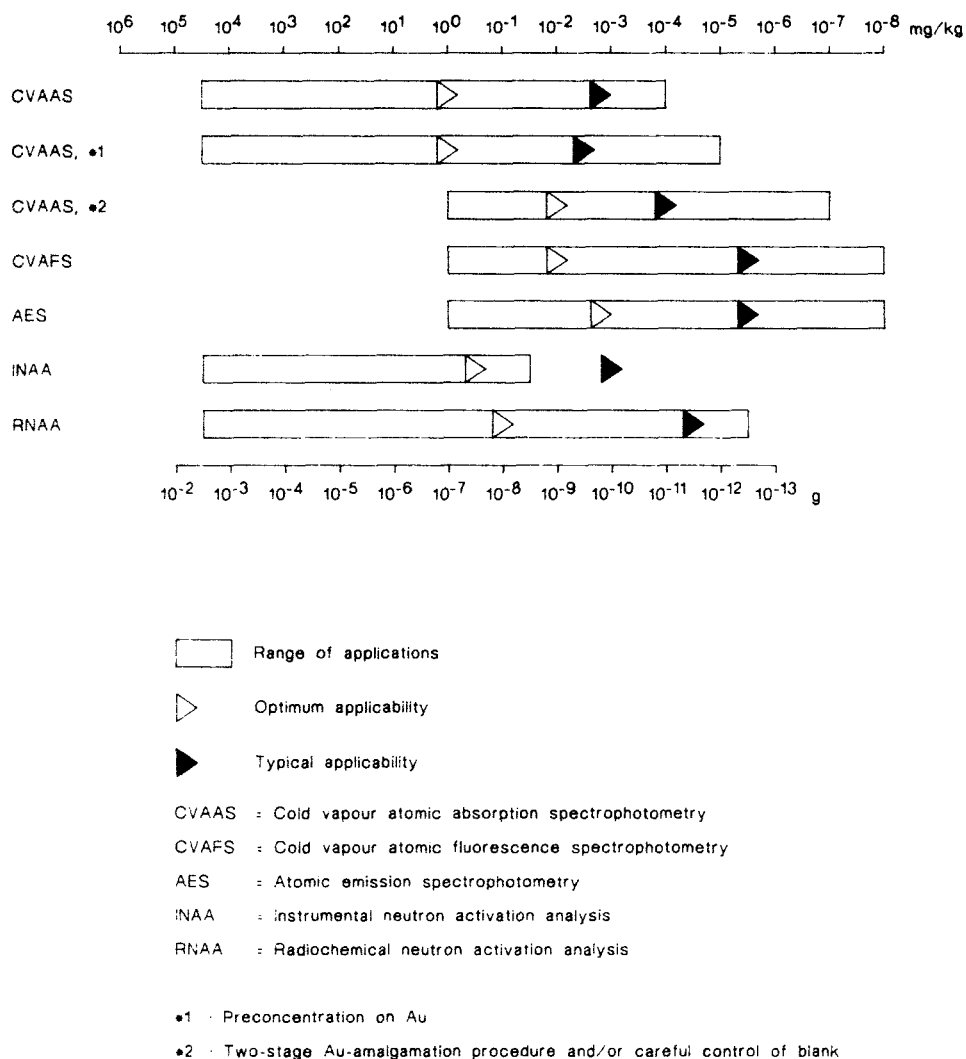 10⁶ 10⁵ 10⁴ 10³ 10² 10¹ 10⁰ 10⁻¹ 10⁻² 10⁻³ 10⁻⁴ 10⁻⁵ 10⁻⁶ 10⁻⁷ 10⁻⁸ mg/kg
CVAAS
CVAAS, *1
CVAAS, *2
CVAFS
AES
INAA
RNAA
10⁻² 10⁻³ 10⁻⁴ 10⁻⁵ 10⁻⁶ 10⁻⁷ 10⁻⁸ 10⁻⁹ 10⁻¹⁰ 10⁻¹¹ 10⁻¹² 10⁻¹³ g
Range of applications
Optimum applicability
Typical applicability
CVAAS = Cold vapour atomic absorption spectrophotometry
CVAFS = Cold vapour atomic fluorescence spectrophotometry
AES = Atomic emission spectrophotometry
INAA = Instrumental neutron activation analysis
RNAA = Radiochemical neutron activation analysis
*1 · Preconcentration on Au
*2 · Two-stage Au-amalgamation procedure and/or careful control of blank